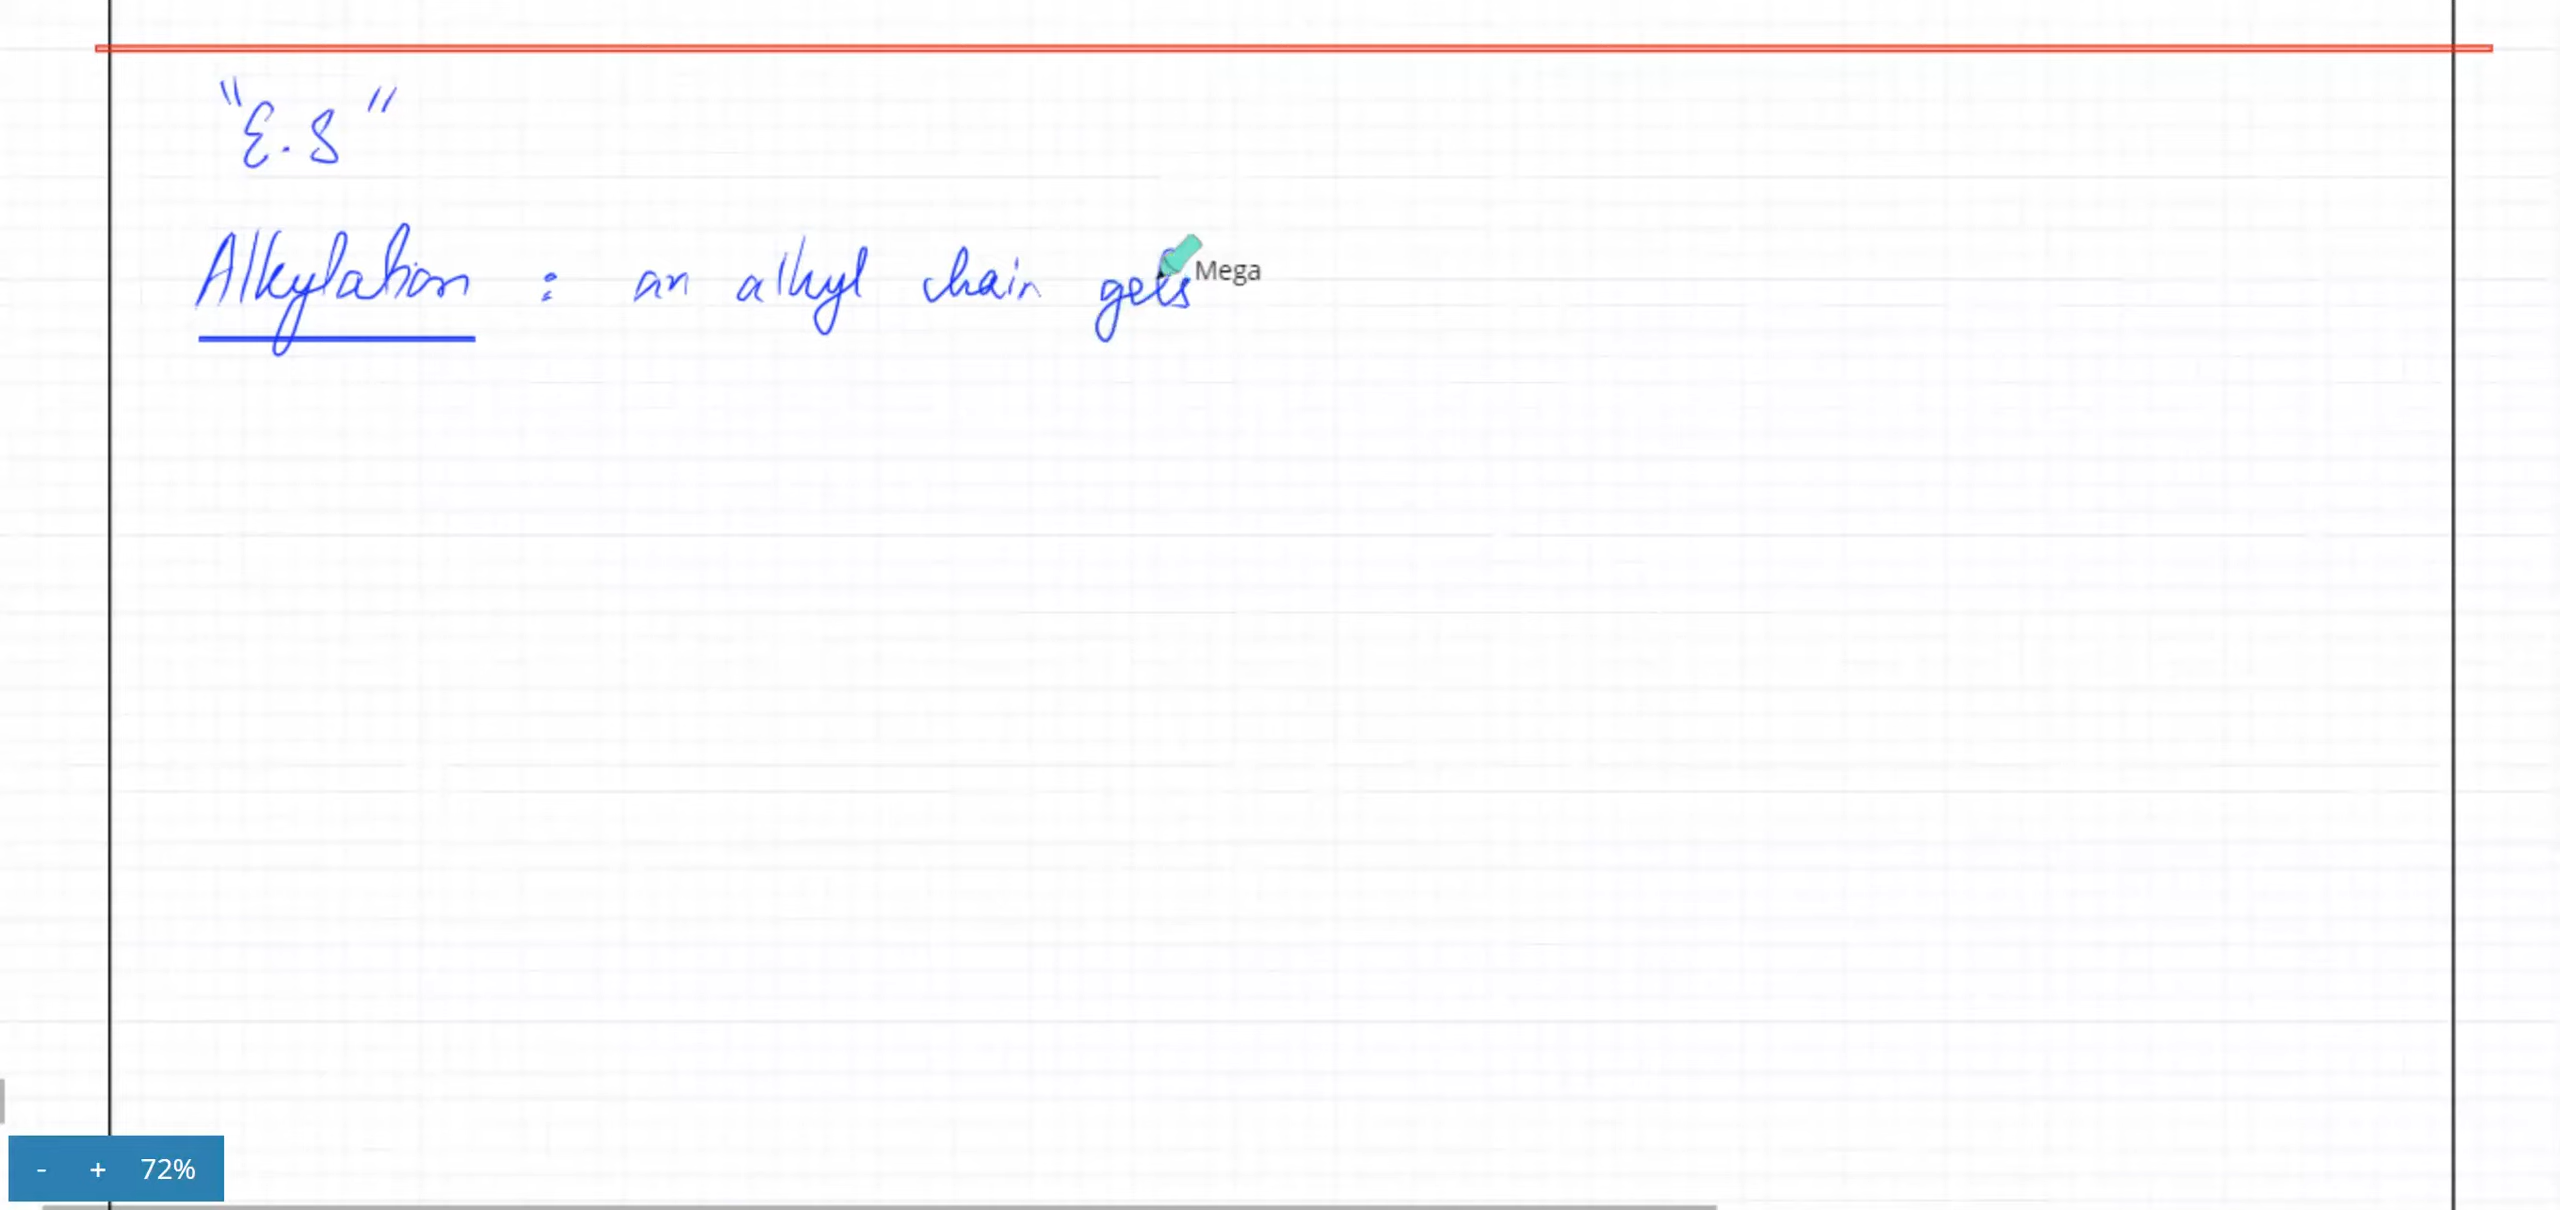 "E.S"
Alkylation : an alkyl chain gets
Mega
- + 72%